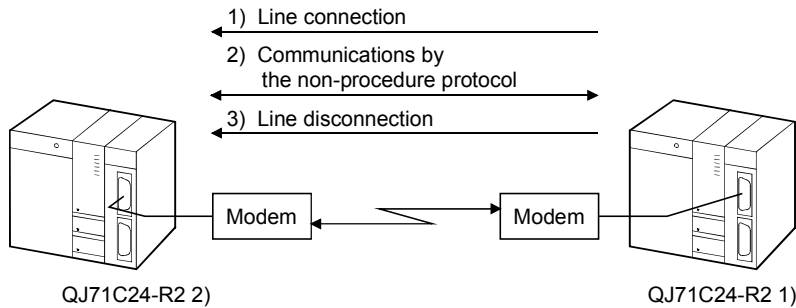 1) Line connection
2) Communications by
the non-procedure protocol
3) Line disconnection
Modem
Modem
QJ71C24-R2 2)
QJ71C24-R2 1)